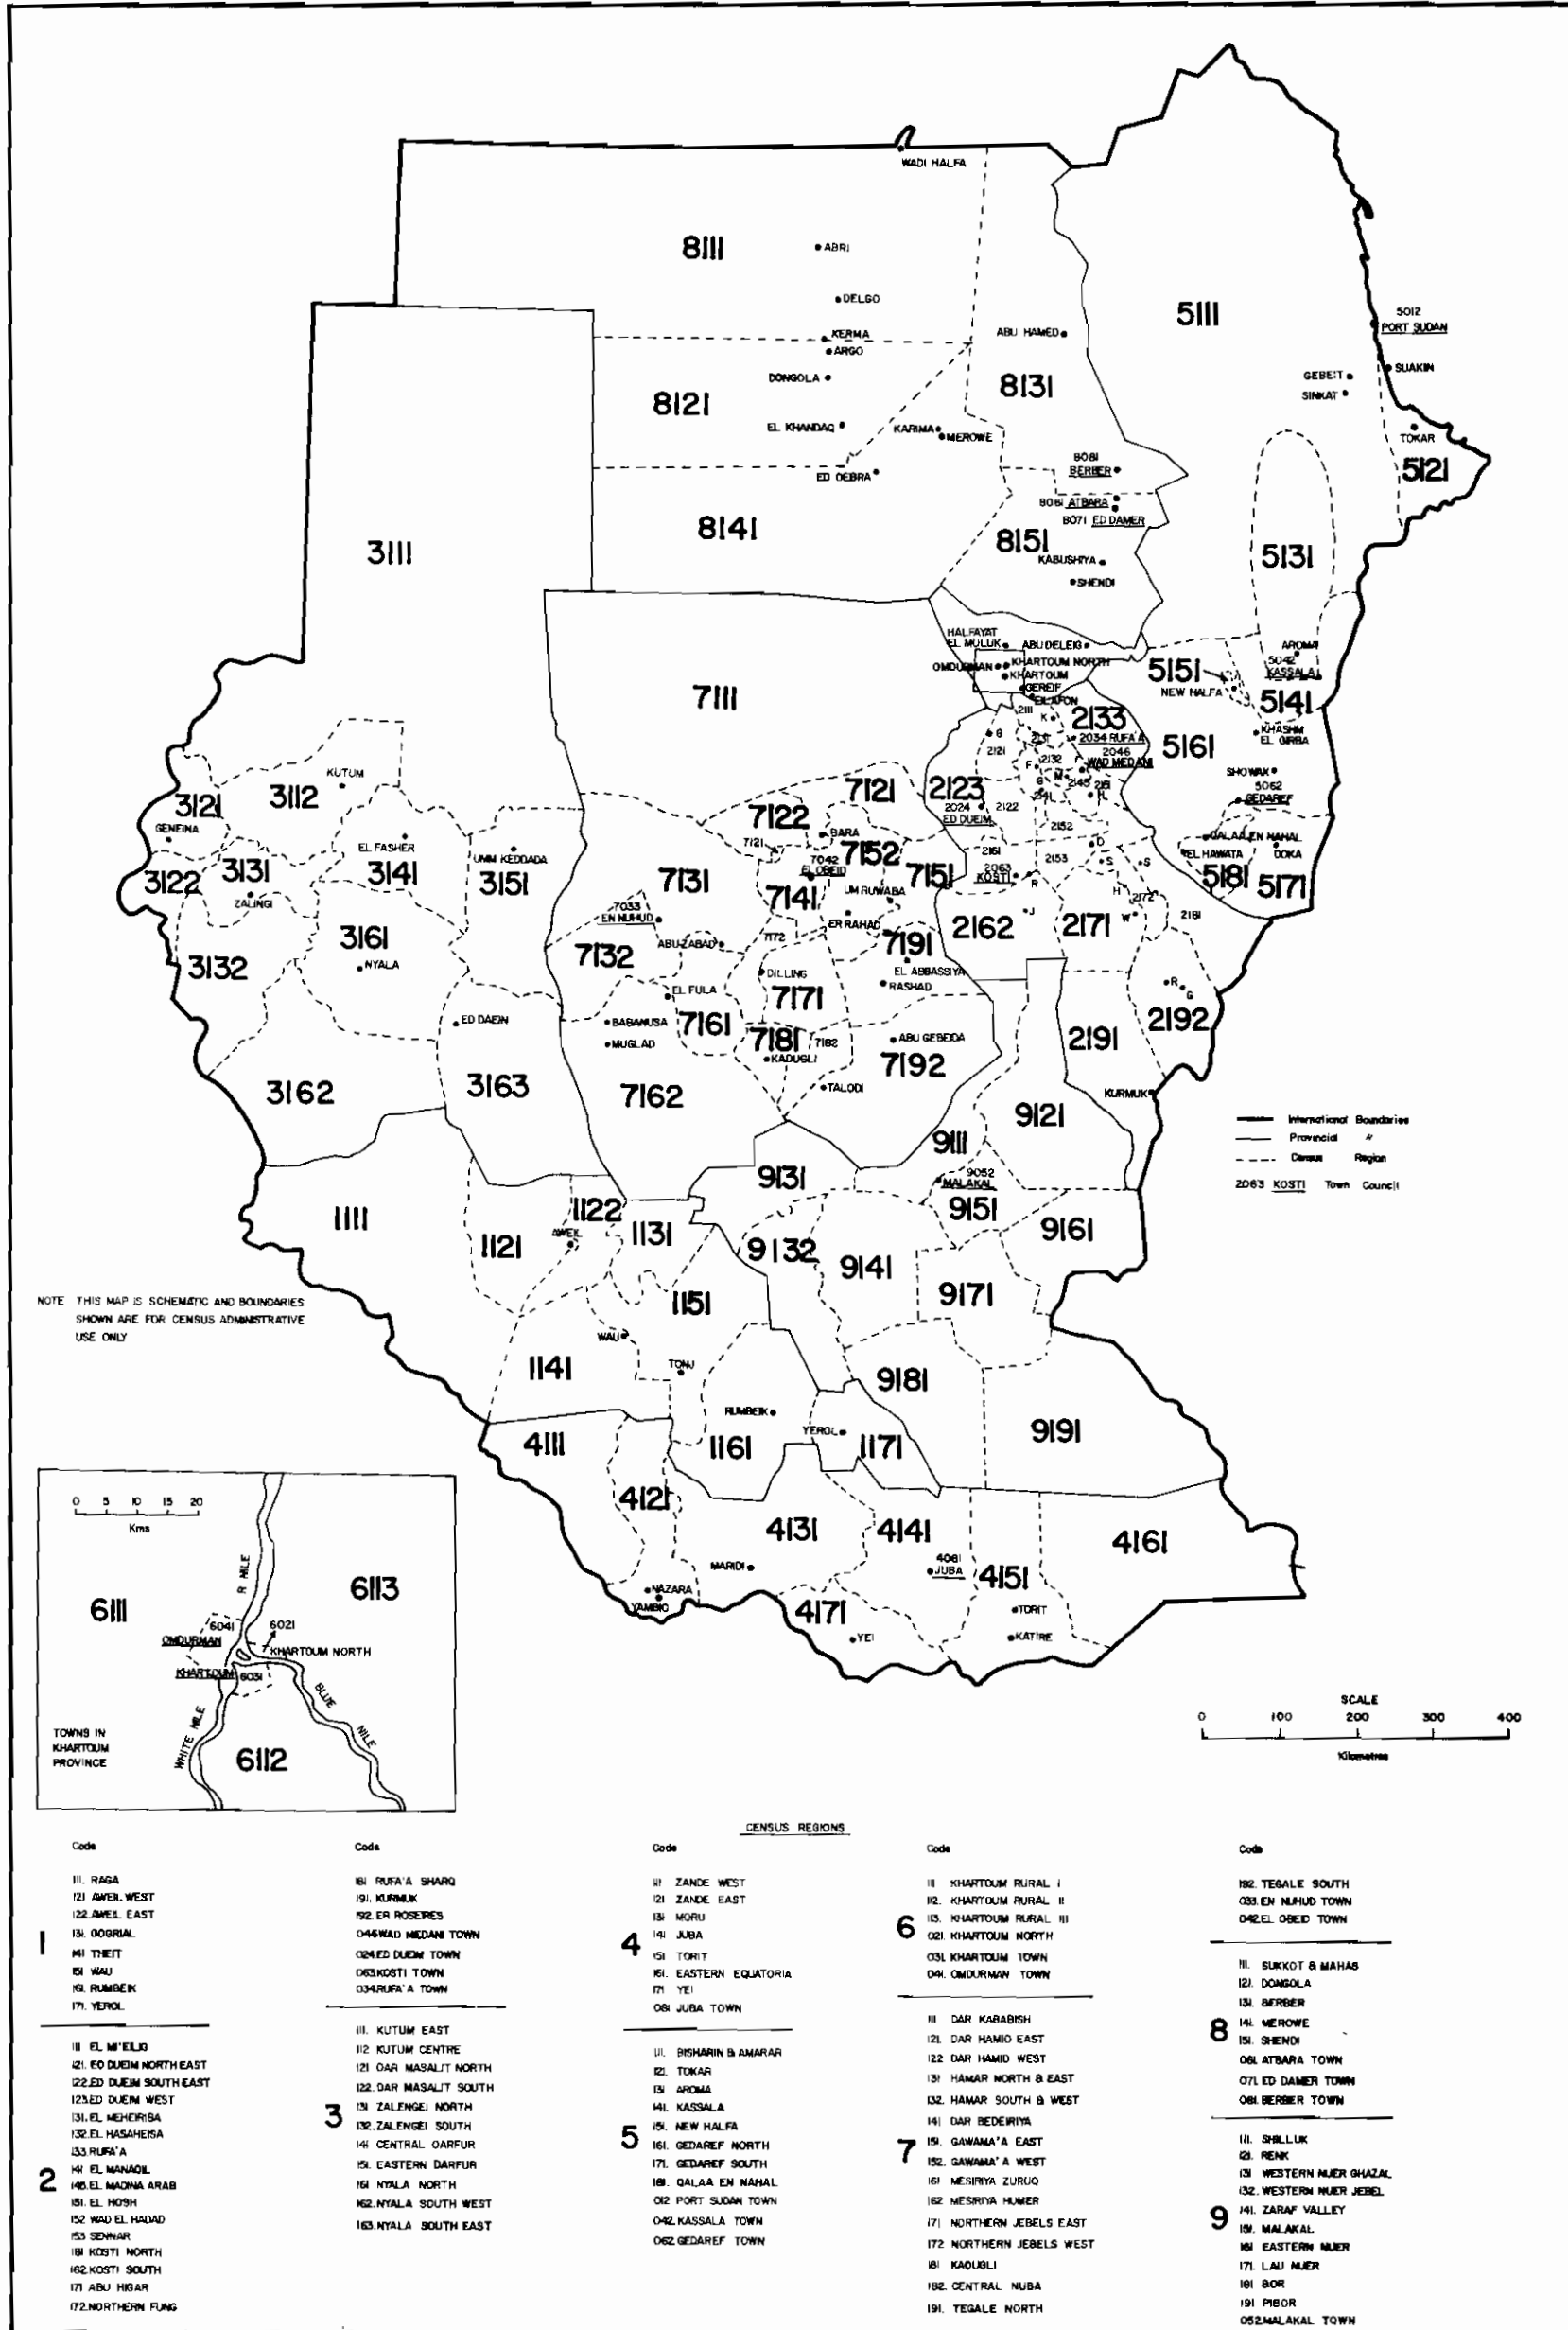 WADI HALFA
8111
ABRI
DELGO
KERMA
ARGO
DONGOLA
8121
EL KHANDAQ
KARIMA
MEROWE
ED DEBRA
8141
ABU HAMED
8131
8081
BERBER
8061 ATBARA
8071 ED DAMER
8151
KABUSHIYA
SHENDI
5111
5012
PORT SUDAN
SUAKIN
GEBEIT
SINKAT
TOKAR
5121
5131
AROMA
5042
KASSALA
5151
NEW HALFA
5141
KHASHM
EL GIRBA
5161
SHOWAK
5062
GEDAREF
QALAA EN NAHAL
EL HAWATA
DOKA
5181
5171
3111
KUTUM
3112
3121
GENEINA
3122
3131
ZALINGI
3132
EL FASHER
3141
UMM KEDDADA
3151
3161
NYALA
ED DAEIN
3162
3163
7111
7121
7122
7121
BARA
7152
7042
EL OBEID
7151
7131
7141
UM RUWABA
7033
EN NUHUD
ER RAHAD
7132
ABU ZABAD
7172
7191
EL ABBASSIYA
RASHAD
DILLING
7171
EL FULA
BABANUSA
7161
MUGLAD
7181
7182
KADUGLI
ABU GEBEIDA
7192
7162
TALODI
HALFAYAT
EL MULUK
ABU DELEIG
OMDURMAN
KHARTOUM NORTH
KHARTOUM
GEREIF
EILAFON
2111
K
2133
G
2121
2131
2034 RUFA'A
2046
WAD MEDANI
F
2132
2123
2024
ED DUEIM
2122
G
M
2145
2151
H
2141
2152
D
2161
2153
S
S
2063
KOSTI
R
H
2172
J
2162
2171
W
2181
R
G
2192
2191
KURMUK
9121
9111
9052
MALAKAL
9131
9151
9161
9132
9141
9171
9181
9191
1111
1122
AWEIL
1121
1131
1151
WAU
1141
TONJ
RUMBEIK
YEROL
1161
1171
4111
4121
4131
MARIDI
4141
4081
JUBA
4151
4161
NAZARA
YAMBIO
4171
YEI
TORIT
KATIRE
International Boundaries
Provincial "
Census Region
2063 KOSTI Town Council
NOTE THIS MAP IS SCHEMATIC AND BOUNDARIES
SHOWN ARE FOR CENSUS ADMINISTRATIVE
USE ONLY
0 5 10 15 20
Kms
R NILE
6111
6113
6041
6021
OMDURMAN
KHARTOUM NORTH
KHARTOUM
6031
BLUE NILE
WHITE NILE
TOWNS IN
KHARTOUM
PROVINCE
6112
SCALE
0 100 200 300 400
Kilometres
CENSUS REGIONS
Code
1
111. RAGA
121 AWEIL WEST
122. AWEIL EAST
131. GOGRIAL
141 THEIT
151 WAU
161. RUMBEIK
171. YEROL
2
111 EL MI'EILIG
121. ED DUEIM NORTH EAST
122. ED DUEIM SOUTH EAST
123 ED DUEIM WEST
131. EL MEHEIRIBA
132. EL HASAHEISA
133. RUFA'A
141 EL MANAQIL
145. EL MADINA ARAB
151. EL HOSH
152 WAD EL HADAD
153 SENNAR
161 KOSTI NORTH
162. KOSTI SOUTH
171 ABU HIGAR
172. NORTHERN FUNG
Code
181 RUFA'A SHARQ
191. KURMUK
192. ER ROSERES
046 WAD MEDANI TOWN
024 ED DUEIM TOWN
063. KOSTI TOWN
034. RUFA'A TOWN
3
111. KUTUM EAST
112 KUTUM CENTRE
121 DAR MASALIT NORTH
122. DAR MASALIT SOUTH
131 ZALENGEI NORTH
132. ZALENGEI SOUTH
141 CENTRAL DARFUR
151. EASTERN DARFUR
161 NYALA NORTH
162. NYALA SOUTH WEST
163. NYALA SOUTH EAST
Code
4
111 ZANDE WEST
121 ZANDE EAST
131 MORU
141 JUBA
151 TORIT
161. EASTERN EQUATORIA
171 YEI
081. JUBA TOWN
5
111. BISHARIN & AMARAR
121. TOKAR
131 AROMA
141. KASSALA
151. NEW HALFA
161. GEDAREF NORTH
171. GEDAREF SOUTH
181. QALAA EN NAHAL
012 PORT SUDAN TOWN
042. KASSALA TOWN
062. GEDAREF TOWN
Code
6
111 KHARTOUM RURAL I
112. KHARTOUM RURAL II
113. KHARTOUM RURAL III
021. KHARTOUM NORTH
031. KHARTOUM TOWN
041. OMDURMAN TOWN
7
111 DAR KABABISH
121. DAR HAMID EAST
122 DAR HAMID WEST
131 HAMAR NORTH & EAST
132. HAMAR SOUTH & WEST
141 DAR BEDEIRIYA
151. GAWAMA'A EAST
152. GAWAMA'A WEST
161 MESIRIYA ZURUQ
162 MESIRIYA HUMER
171 NORTHERN JEBELS EAST
172 NORTHERN JEBELS WEST
181 KADUGLI
182. CENTRAL NUBA
191. TEGALE NORTH
Code
192. TEGALE SOUTH
033. EN NUHUD TOWN
042. EL OBEID TOWN
8
111. SUKKOT & MAHAS
121. DONGOLA
131. BERBER
141. MEROWE
151. SHENDI
061. ATBARA TOWN
071. ED DAMER TOWN
081. BERBER TOWN
9
111. SHILLUK
121. RENK
131 WESTERN NUER GHAZAL
132. WESTERN NUER JEBEL
141. ZARAF VALLEY
151. MALAKAL
161 EASTERN NUER
171. LAU NUER
181 BOR
191 PIBOR
052. MALAKAL TOWN